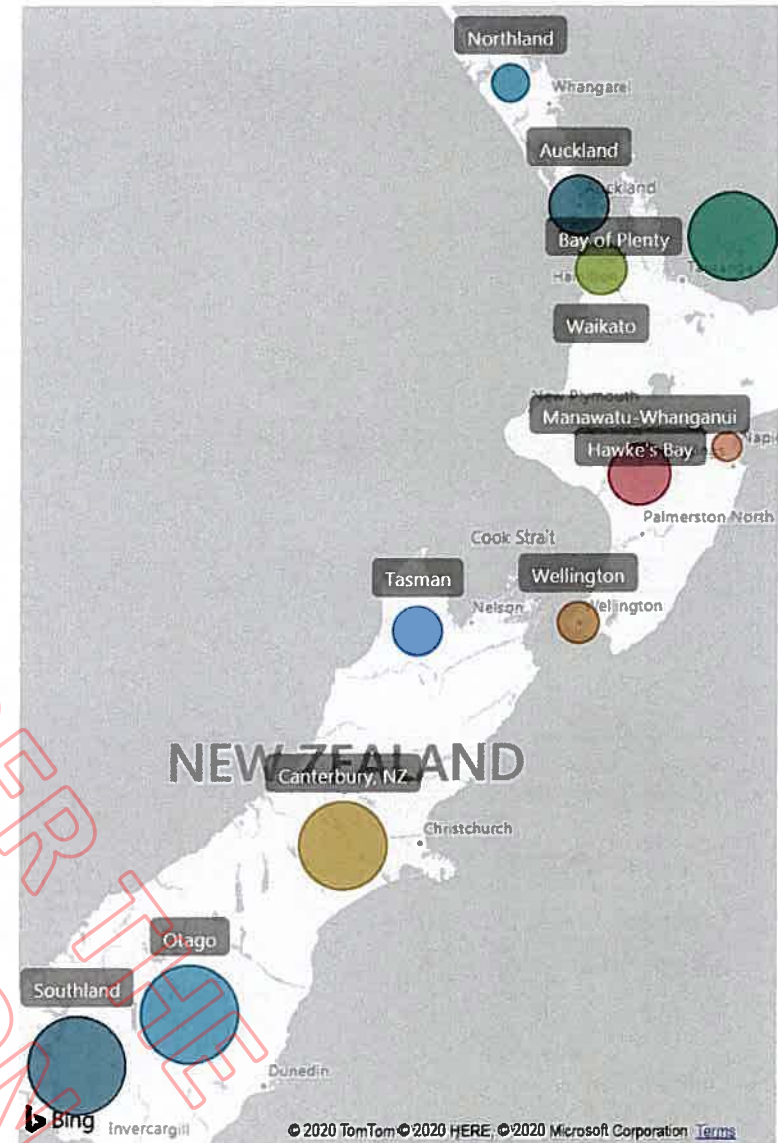 Northland
Whangarei
Auckland
Auckland
Bay of Plenty
Waikato
New Plymouth
Manawatu-Whanganui
Hawke's Bay
Palmerston North
Cook Strait
Tasman
Wellington
Nelson
Wellington
NEW ZEALAND
Canterbury, NZ
Christchurch
Otago
Southland
Dunedin
Bing
Invercargill
© 2020 TomTom © 2020 HERE, © 2020 Microsoft Corporation Terms
THE